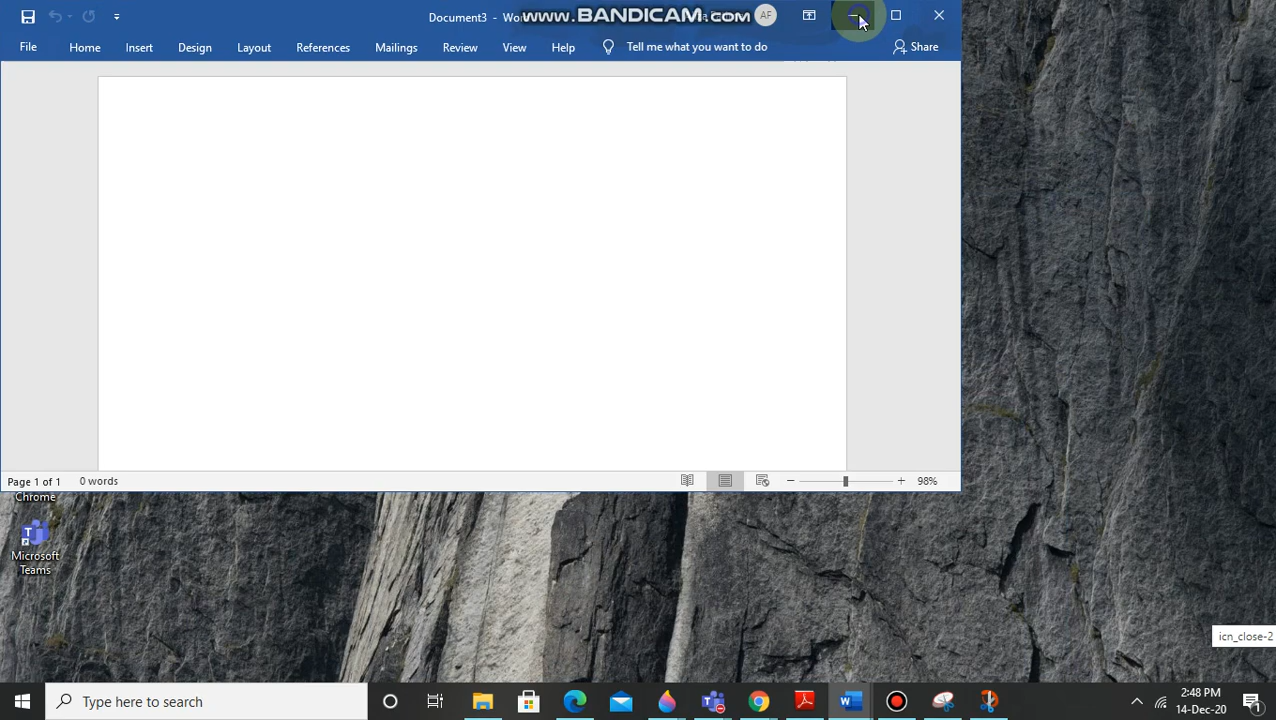 Document3 - Wo
www.BANDICAM.com
AF
File Home Insert Design Layout References Mailings Review View Help Tell me what you want to do Share
Page 1 of 1 0 words 98%
Chrome
Microsoft
Teams
icn_close-2
Type here to search
2:48 PM
14-Dec-20
1